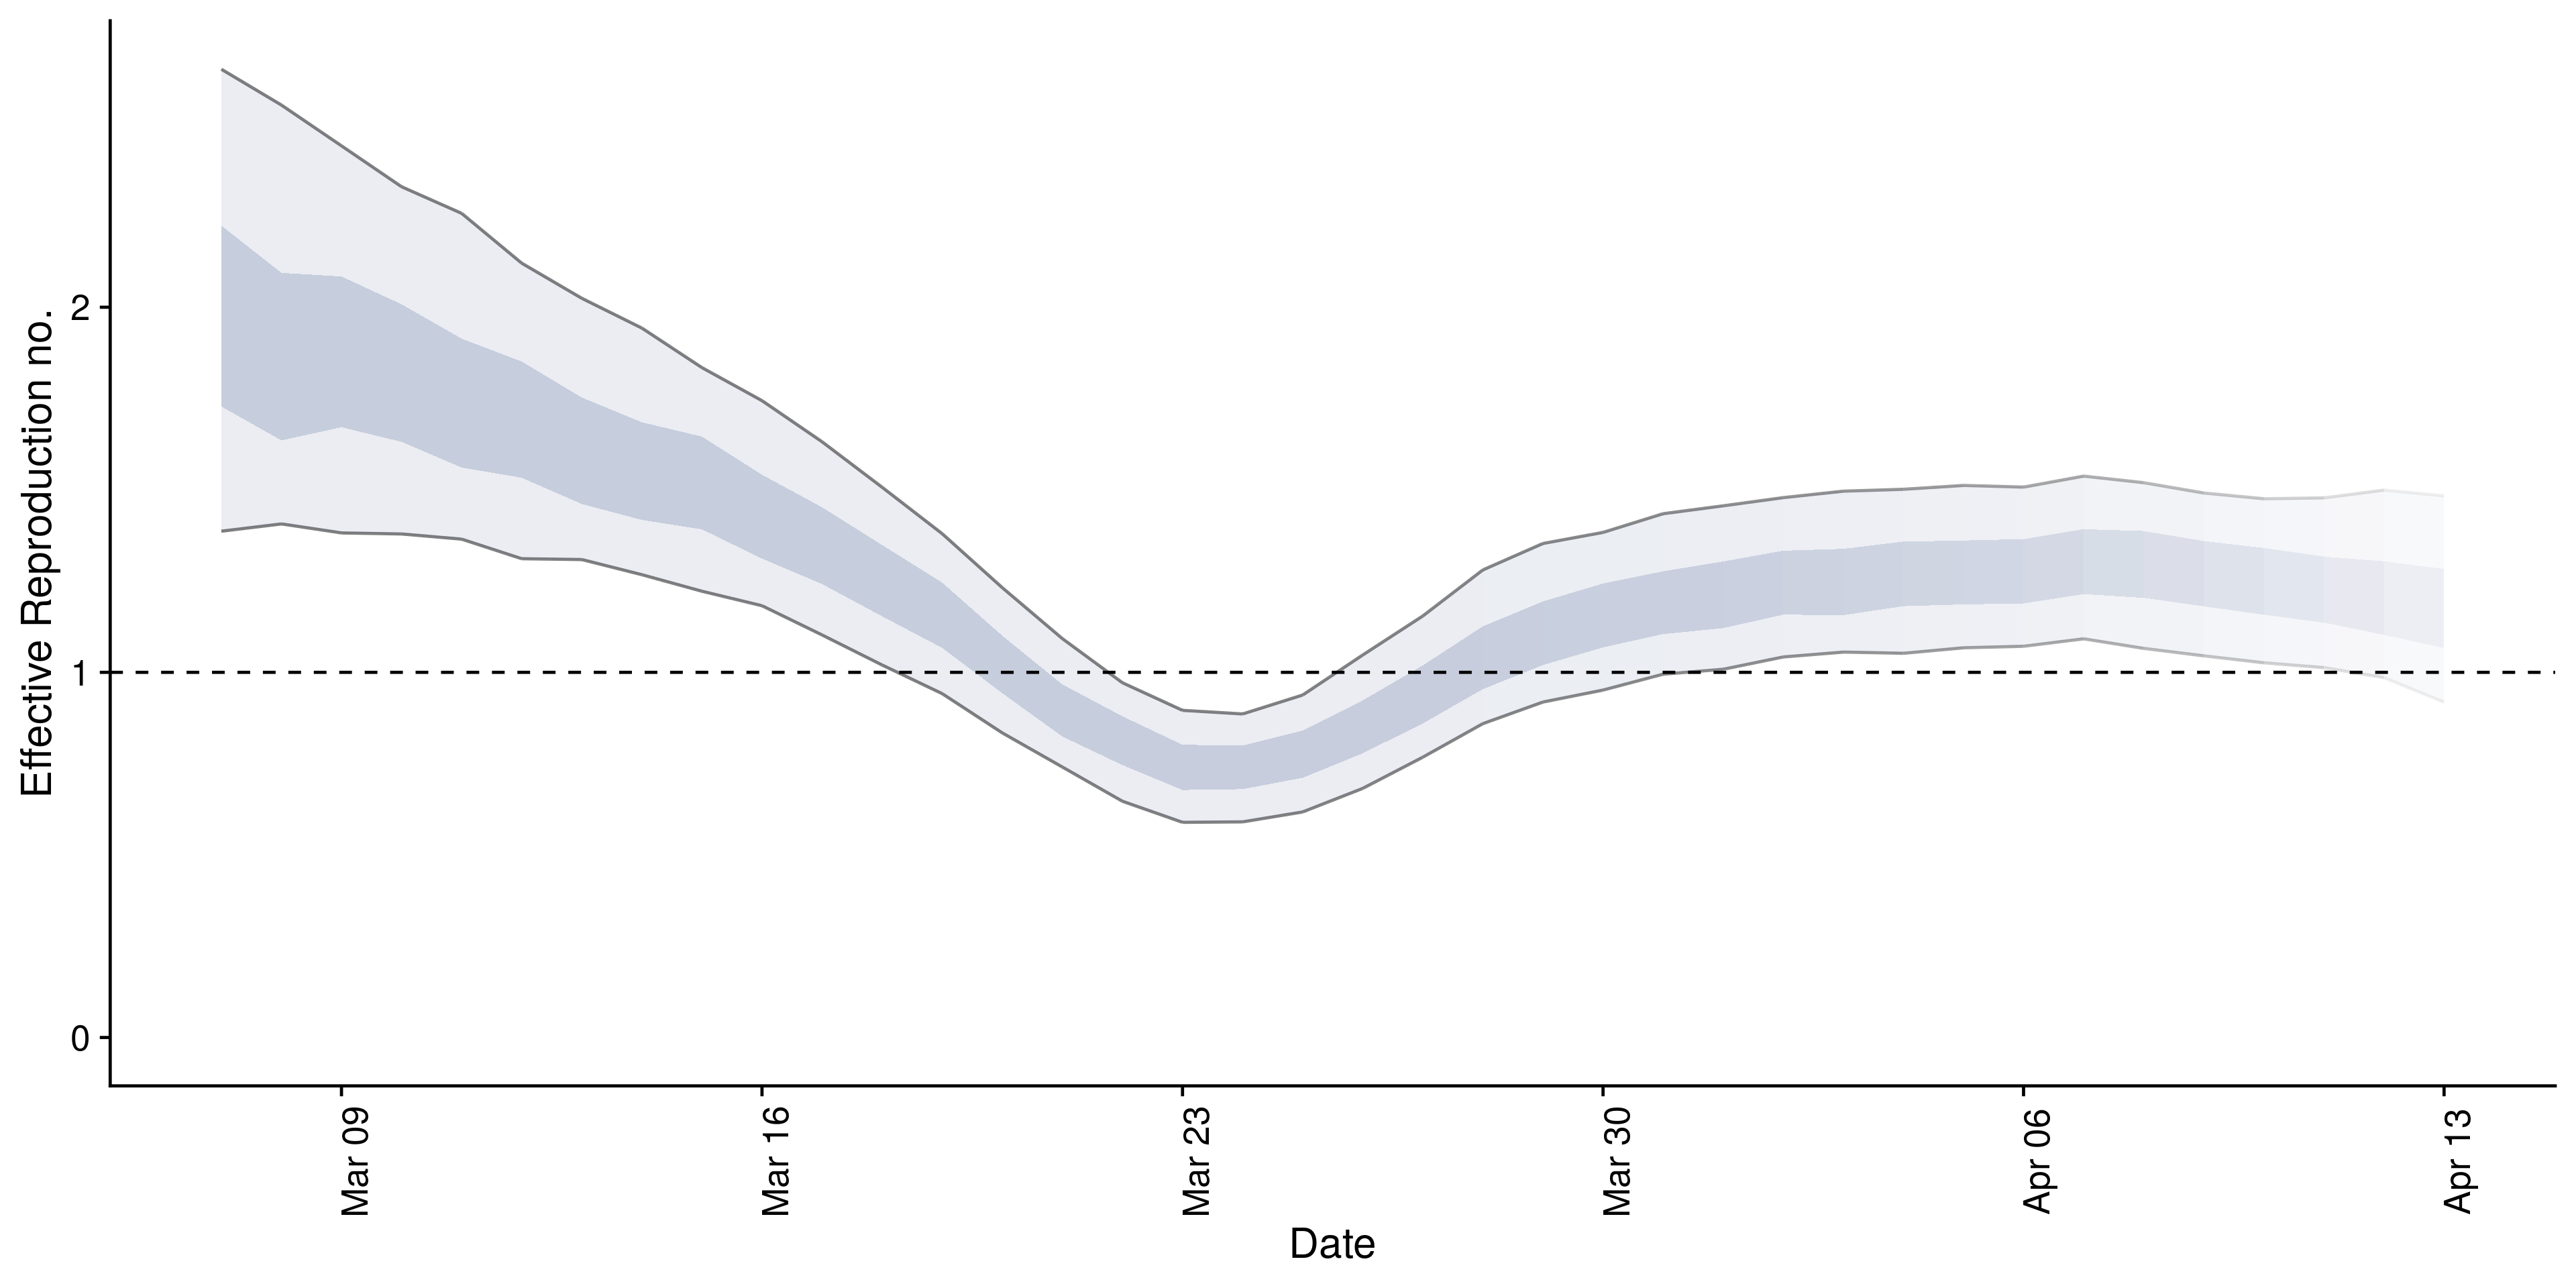 Effective Reproduction no.
2
1
0
Mar 09
Mar 16
Mar 23
Mar 30
Apr 06
Apr 13
Date